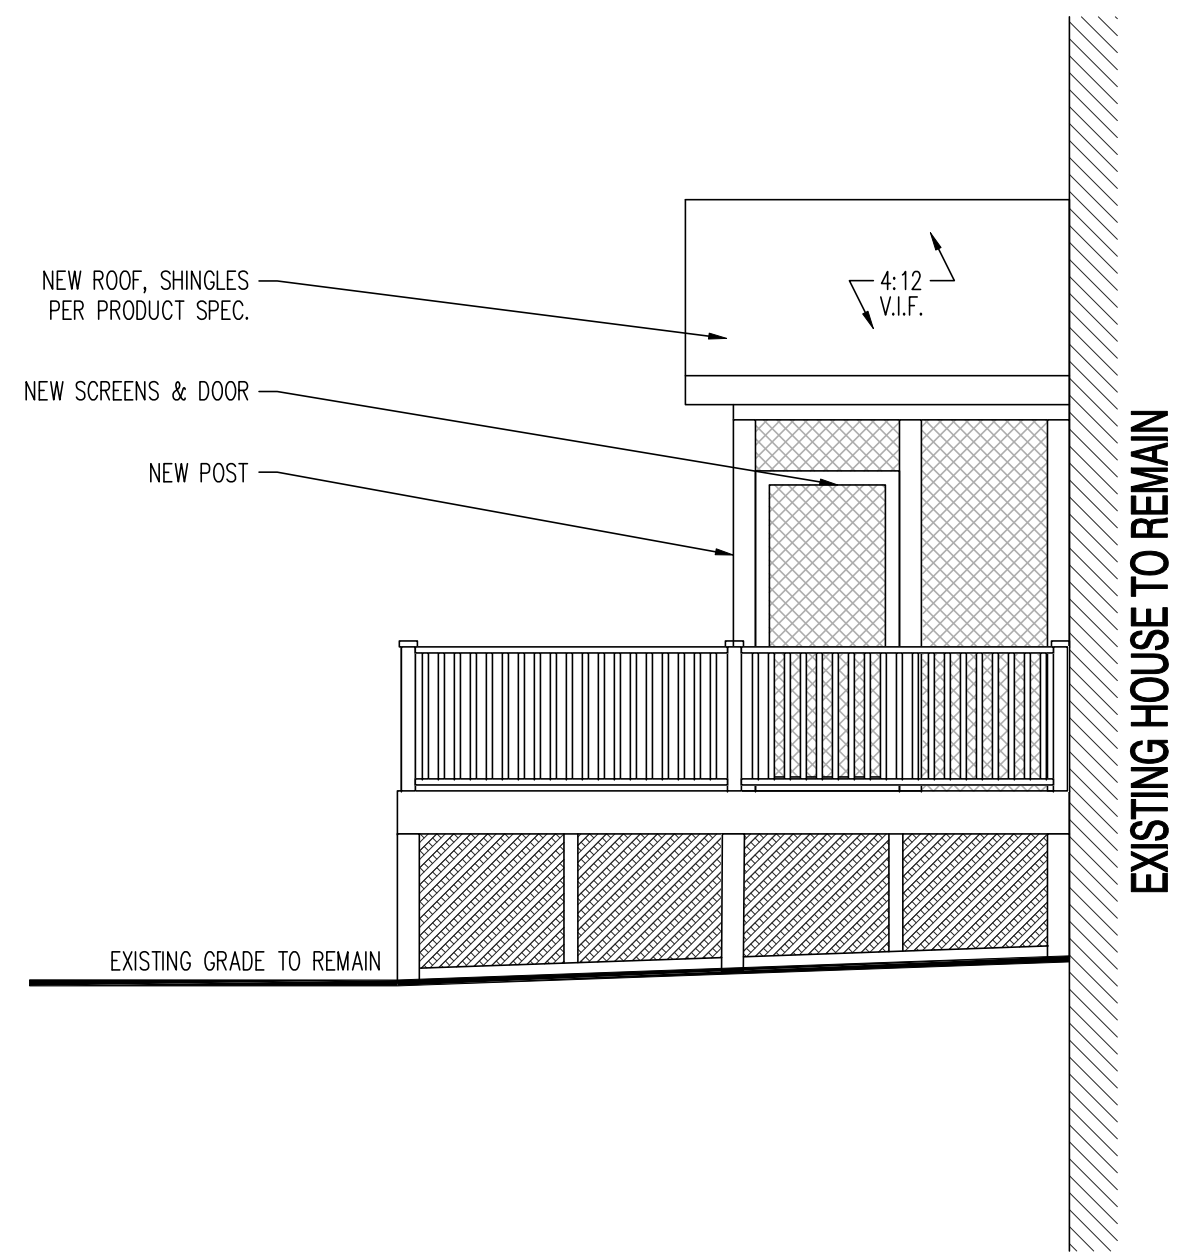 NEW ROOF, SHINGLES
PER PRODUCT SPEC.
4:12
V.I.F.
NEW SCREENS & DOOR
NEW POST
EXISTING HOUSE TO REMAIN
EXISTING GRADE TO REMAIN